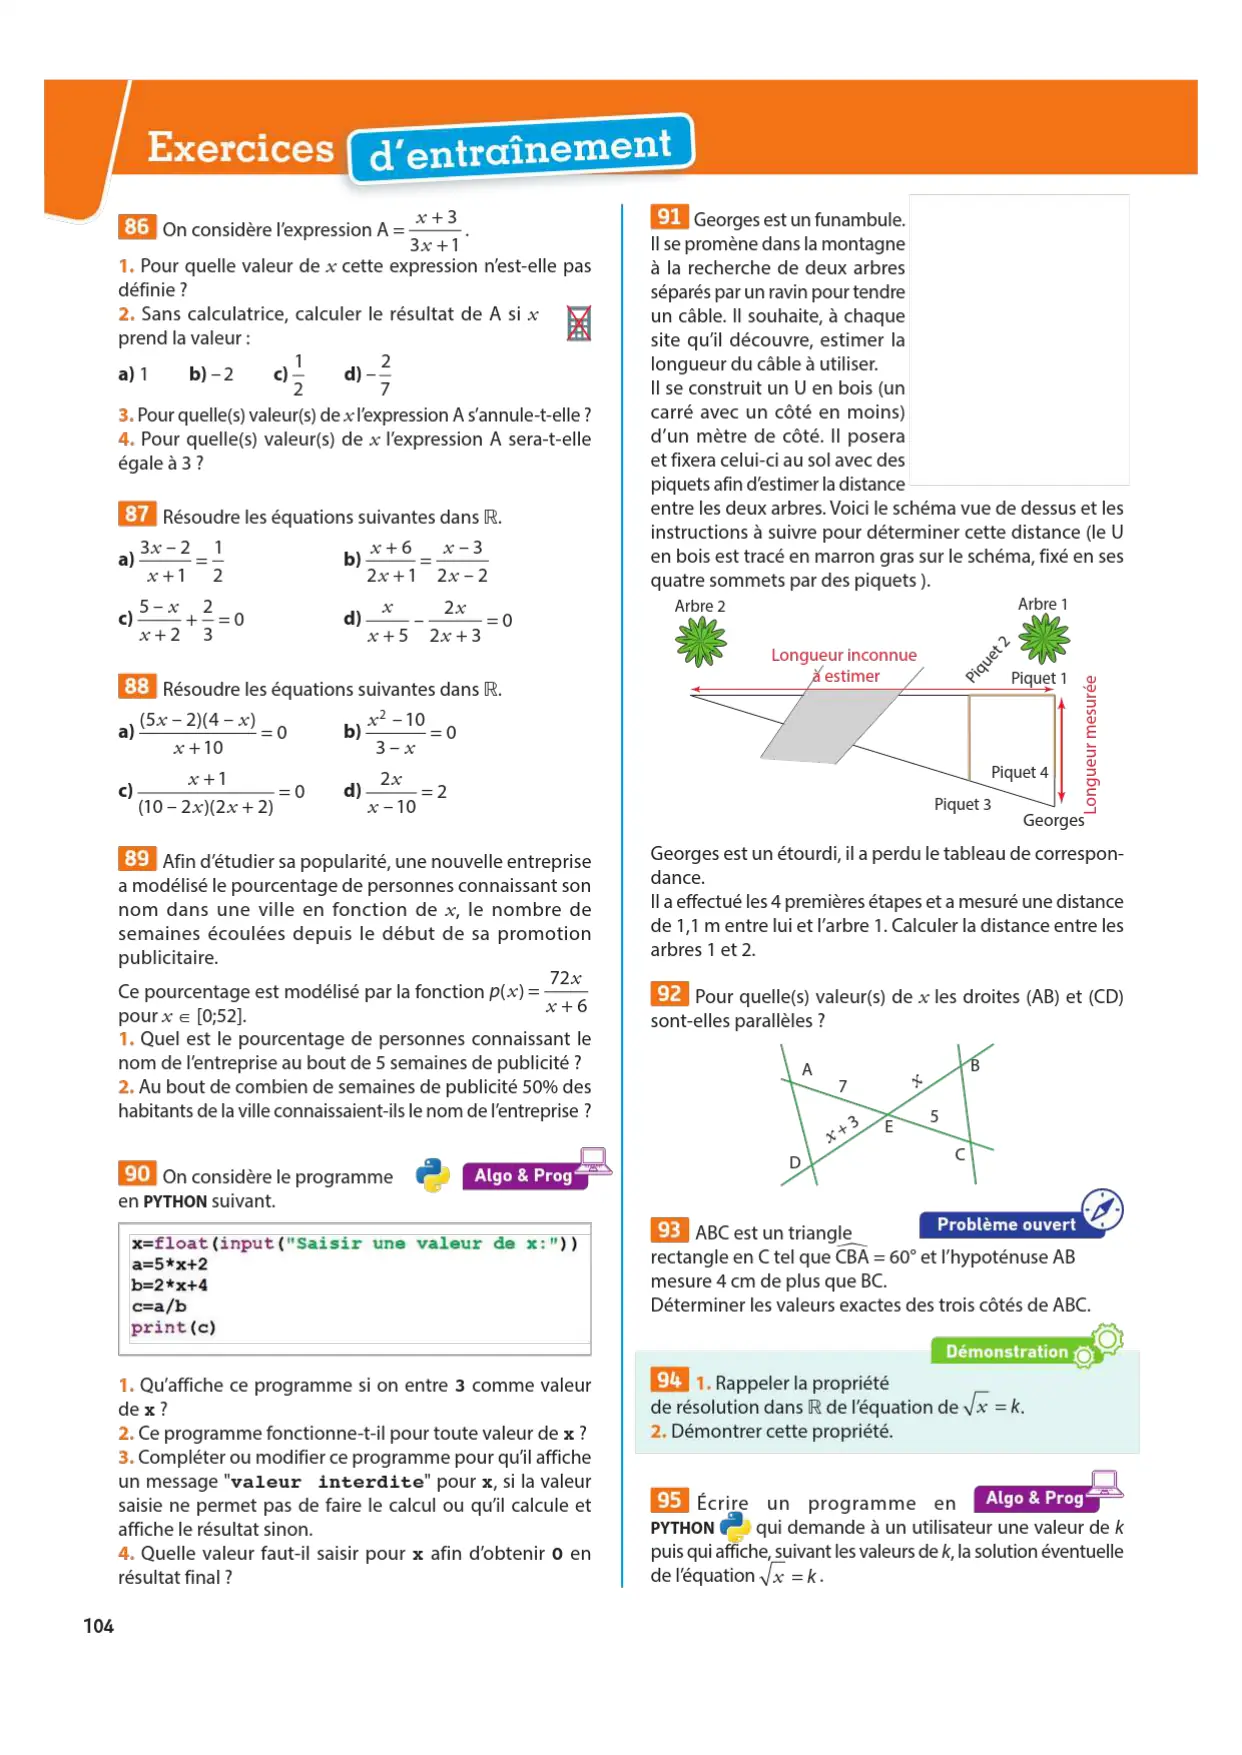 Exercices d’entraînement
86 On considère l’expression A = (x + 3)/(3x + 1).
1. Pour quelle valeur de x cette expression n’est-elle pas
définie ?
2. Sans calculatrice, calculer le résultat de A si x
prend la valeur :
a) 1 b) – 2 c) 1/2 d) – 2/7
3. Pour quelle(s) valeur(s) de x l’expression A s’annule-t-elle ?
4. Pour quelle(s) valeur(s) de x l’expression A sera-t-elle
égale à 3 ?
87 Résoudre les équations suivantes dans ℝ.
a) (3x – 2)/(x + 1) = 1/2 b) (x + 6)/(2x + 1) = (x – 3)/(2x – 2)
c) (5 – x)/(x + 2) + 2/3 = 0 d) x/(x + 5) – 2x/(2x + 3) = 0
88 Résoudre les équations suivantes dans ℝ.
a) (5x – 2)(4 – x)/(x + 10) = 0 b) (x² – 10)/(3 – x) = 0
c) (x + 1)/((10 – 2x)(2x + 2)) = 0 d) 2x/(x – 10) = 2
89 Afin d’étudier sa popularité, une nouvelle entreprise
a modélisé le pourcentage de personnes connaissant son
nom dans une ville en fonction de x, le nombre de
semaines écoulées depuis le début de sa promotion
publicitaire.
Ce pourcentage est modélisé par la fonction p(x) = 72x/(x + 6)
pour x ∈ [0;52].
1. Quel est le pourcentage de personnes connaissant le
nom de l’entreprise au bout de 5 semaines de publicité ?
2. Au bout de combien de semaines de publicité 50% des
habitants de la ville connaissaient-ils le nom de l’entreprise ?
90 On considère le programme Algo & Prog
en PYTHON suivant.
x=float(input("Saisir une valeur de x:"))
a=5*x+2
b=2*x+4
c=a/b
print(c)
1. Qu’affiche ce programme si on entre 3 comme valeur
de x ?
2. Ce programme fonctionne-t-il pour toute valeur de x ?
3. Compléter ou modifier ce programme pour qu’il affiche
un message "valeur interdite" pour x, si la valeur
saisie ne permet pas de faire le calcul ou qu’il calcule et
affiche le résultat sinon.
4. Quelle valeur faut-il saisir pour x afin d’obtenir 0 en
résultat final ?
91 Georges est un funambule.
Il se promène dans la montagne
à la recherche de deux arbres
séparés par un ravin pour tendre
un câble. Il souhaite, à chaque
site qu’il découvre, estimer la
longueur du câble à utiliser.
Il se construit un U en bois (un
carré avec un côté en moins)
d’un mètre de côté. Il posera
et fixera celui-ci au sol avec des
piquets afin d’estimer la distance
entre les deux arbres. Voici le schéma vue de dessus et les
instructions à suivre pour déterminer cette distance (le U
en bois est tracé en marron gras sur le schéma, fixé en ses
quatre sommets par des piquets ).
Arbre 2
Arbre 1
Longueur inconnue
à estimer
Piquet 2
Piquet 1
Longueur mesurée
Piquet 4
Piquet 3
Georges
Georges est un étourdi, il a perdu le tableau de correspon-
dance.
Il a effectué les 4 premières étapes et a mesuré une distance
de 1,1 m entre lui et l’arbre 1. Calculer la distance entre les
arbres 1 et 2.
92 Pour quelle(s) valeur(s) de x les droites (AB) et (CD)
sont-elles parallèles ?
A
7
x
B
x + 3
E
5
D
C
Problème ouvert
93 ABC est un triangle
rectangle en C tel que CBA = 60° et l’hypoténuse AB
mesure 4 cm de plus que BC.
Déterminer les valeurs exactes des trois côtés de ABC.
Démonstration
94 1. Rappeler la propriété
de résolution dans ℝ de l’équation de √x = k.
2. Démontrer cette propriété.
95 Écrire un programme en Algo & Prog
PYTHON qui demande à un utilisateur une valeur de k
puis qui affiche, suivant les valeurs de k, la solution éventuelle
de l’équation √x = k.
104